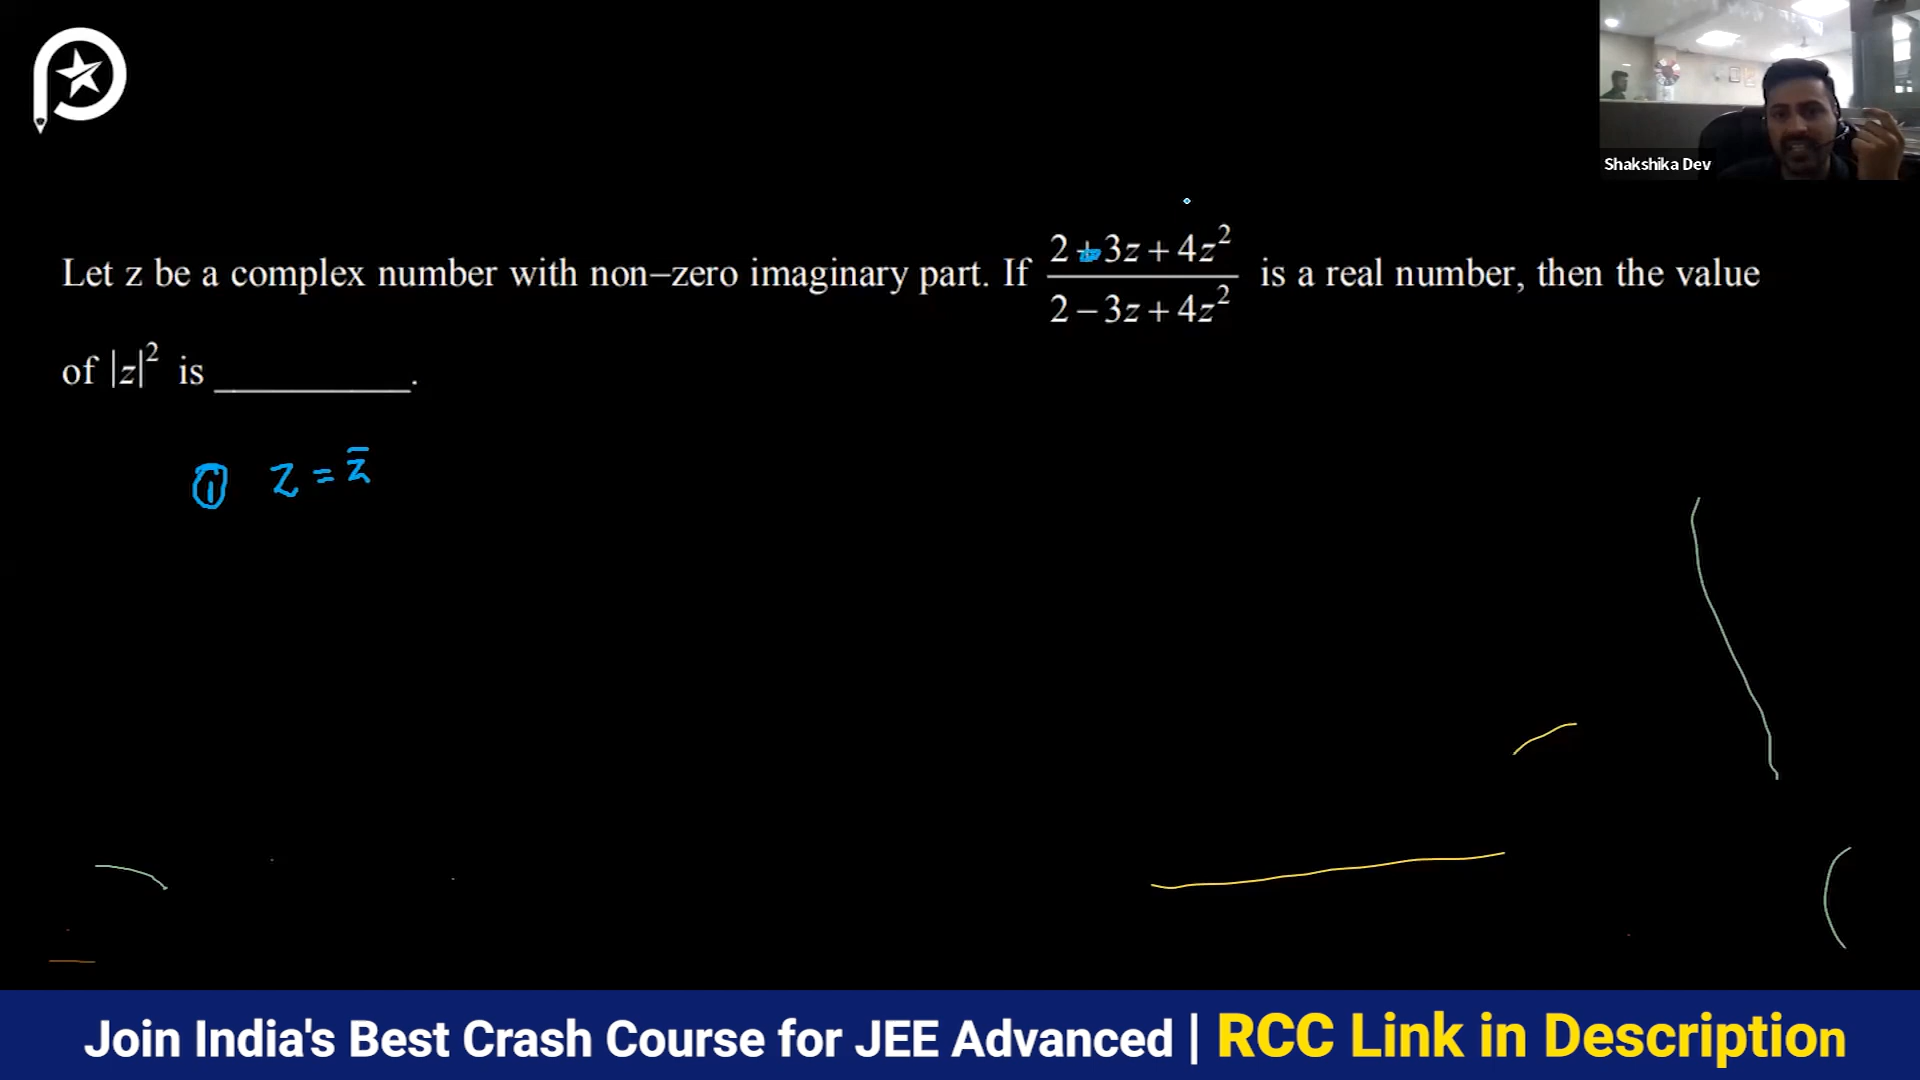 Shakshika Dev
Let z be a complex number with non–zero imaginary part. If (2+3z+4z²)/(2−3z+4z²) is a real number, then the value
of |z|² is __________.
① z = z̄
Join India's Best Crash Course for JEE Advanced | RCC Link in Description